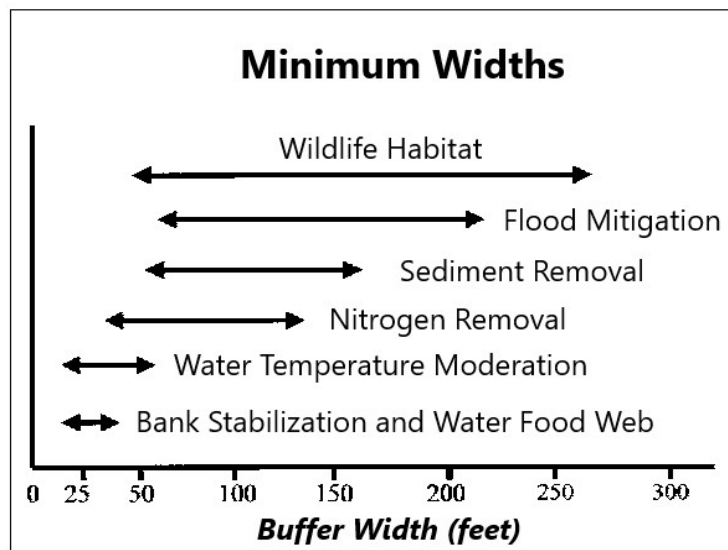 Minimum Widths
Wildlife Habitat
Flood Mitigation
Sediment Removal
Nitrogen Removal
Water Temperature Moderation
Bank Stabilization and Water Food Web
0 25 50 100 150 200 250 300
Buffer Width (feet)